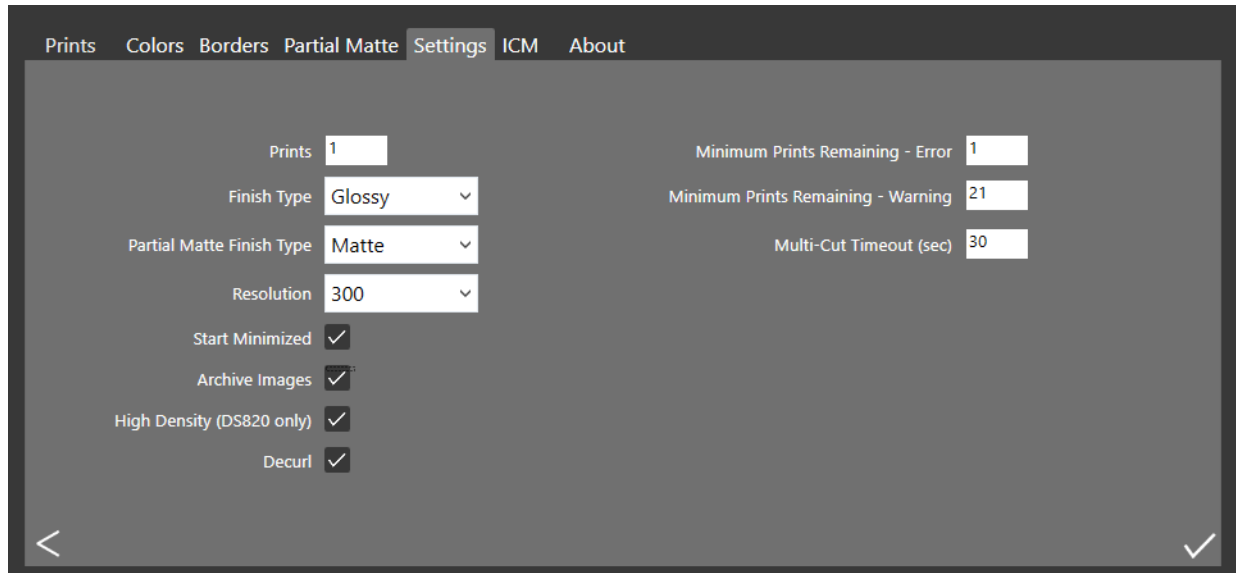 Prints Colors Borders Partial Matte Settings ICM About
Prints 1
Finish Type Glossy
Partial Matte Finish Type Matte
Resolution 300
Start Minimized
Archive Images
High Density (DS820 only)
Decurl
Minimum Prints Remaining - Error 1
Minimum Prints Remaining - Warning 21
Multi-Cut Timeout (sec) 30